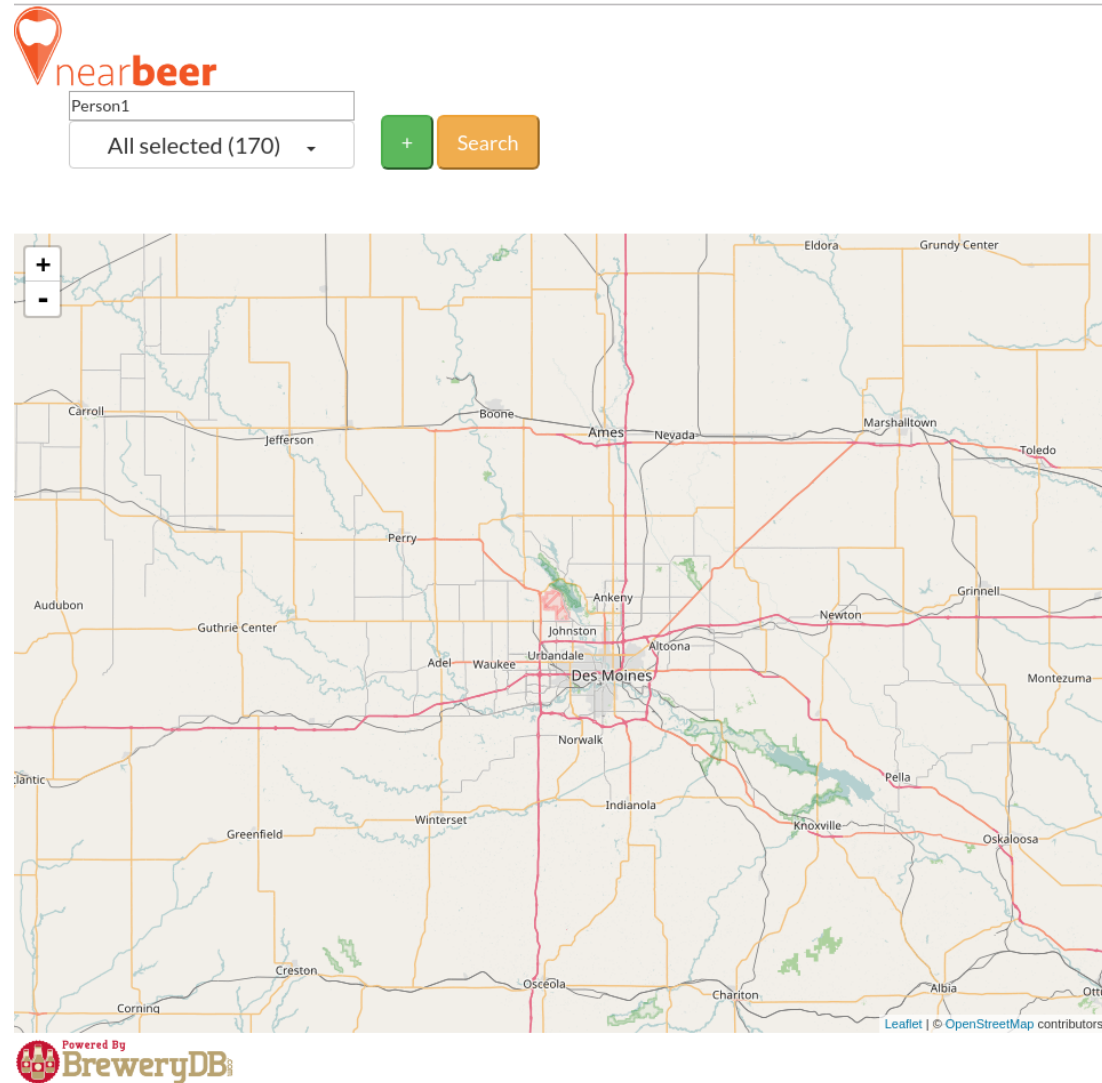 nearbeer
Person1
All selected (170)
+ Search
+
-
Eldora Grundy Center
Carroll Boone Marshalltown
Jefferson Ames Nevada Toledo
Perry
Audubon Ankeny Grinnell
Guthrie Center Johnston Newton
Adel Waukee Urbandale Altoona
Des Moines Montezuma
Norwalk
lantic Pella
Winterset Indianola
Greenfield Knoxville Oskaloosa
Creston Osceola Chariton Albia Ott
Corning
Leaflet | © OpenStreetMap contributors
Powered By
BreweryDB